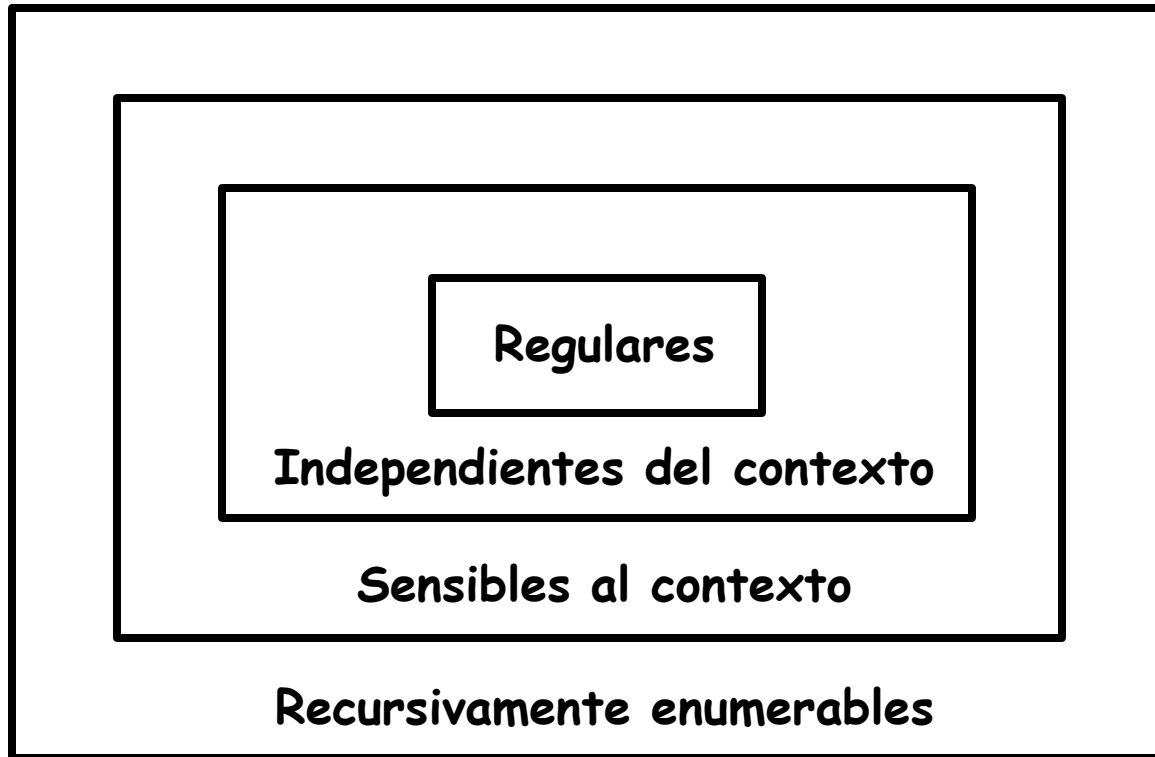 Regulares
Independientes del contexto
Sensibles al contexto
Recursivamente enumerables